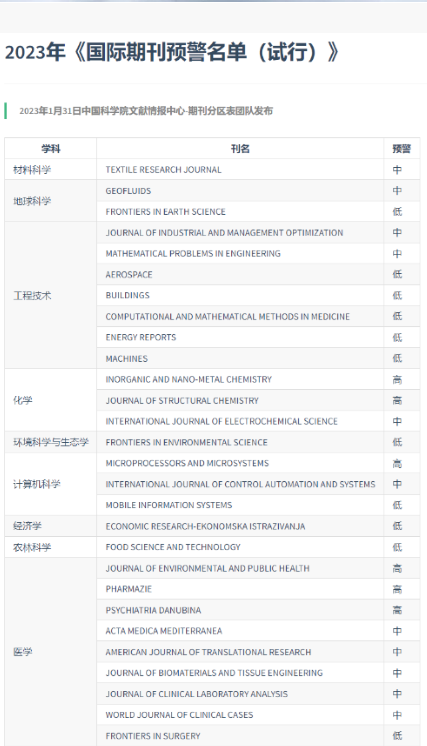 2023年《国际期刊预警名单（试行）》
2023年1月31日中国科学院文献情报中心-期刊分区表团队发布
学科 刊名 预警
材料科学 TEXTILE RESEARCH JOURNAL 中
地球科学 GEOFLUIDS 中
FRONTIERS IN EARTH SCIENCE 低
工程技术 JOURNAL OF INDUSTRIAL AND MANAGEMENT OPTIMIZATION 中
MATHEMATICAL PROBLEMS IN ENGINEERING 中
AEROSPACE 低
BUILDINGS 低
COMPUTATIONAL AND MATHEMATICAL METHODS IN MEDICINE 低
ENERGY REPORTS 低
MACHINES 低
化学 INORGANIC AND NANO-METAL CHEMISTRY 高
JOURNAL OF STRUCTURAL CHEMISTRY 高
INTERNATIONAL JOURNAL OF ELECTROCHEMICAL SCIENCE 中
环境科学与生态学 FRONTIERS IN ENVIRONMENTAL SCIENCE 低
计算机科学 MICROPROCESSORS AND MICROSYSTEMS 高
INTERNATIONAL JOURNAL OF CONTROL AUTOMATION AND SYSTEMS 中
MOBILE INFORMATION SYSTEMS 低
经济学 ECONOMIC RESEARCH-EKONOMSKA ISTRAZIVANJA 低
农林科学 FOOD SCIENCE AND TECHNOLOGY 低
医学 JOURNAL OF ENVIRONMENTAL AND PUBLIC HEALTH 高
PHARMAZIE 高
PSYCHIATRIA DANUBINA 高
ACTA MEDICA MEDITERRANEA 中
AMERICAN JOURNAL OF TRANSLATIONAL RESEARCH 中
JOURNAL OF BIOMATERIALS AND TISSUE ENGINEERING 中
JOURNAL OF CLINICAL LABORATORY ANALYSIS 中
WORLD JOURNAL OF CLINICAL CASES 中
FRONTIERS IN SURGERY 低